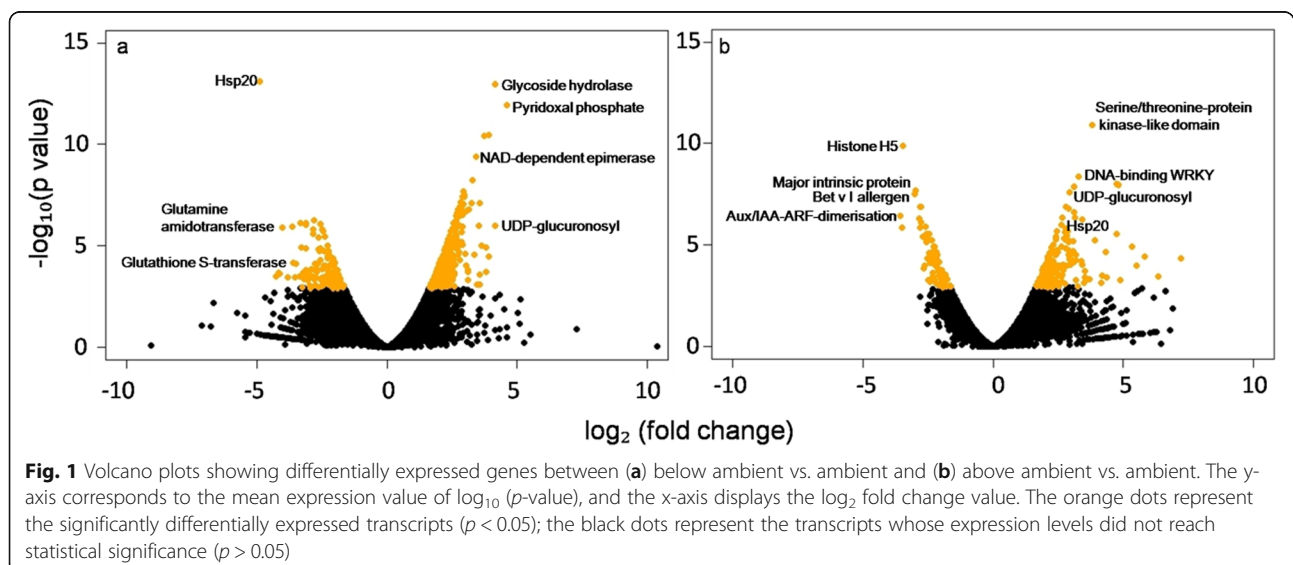 a
b
15
10
5
0
-log₁₀(p value)
Hsp20
Glycoside hydrolase
Pyridoxal phosphate
NAD-dependent epimerase
Glutamine
amidotransferase
UDP-glucuronosyl
Glutathione S-transferase
-10 -5 0 5 10
15
10
5
0
Serine/threonine-protein
kinase-like domain
Histone H5
DNA-binding WRKY
Major intrinsic protein
Bet v I allergen
UDP-glucuronosyl
Aux/IAA-ARF-dimerisation
Hsp20
-10 -5 0 5 10
log₂ (fold change)
Fig. 1 Volcano plots showing differentially expressed genes between (a) below ambient vs. ambient and (b) above ambient vs. ambient. The y-
axis corresponds to the mean expression value of log₁₀ (p-value), and the x-axis displays the log₂ fold change value. The orange dots represent
the significantly differentially expressed transcripts (p < 0.05); the black dots represent the transcripts whose expression levels did not reach
statistical significance (p > 0.05)